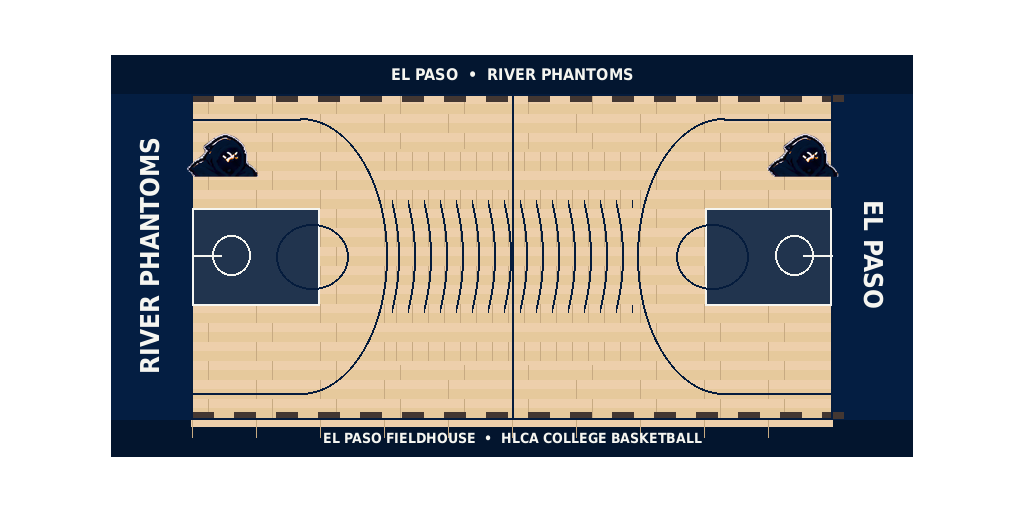 EL PASO • RIVER PHANTOMS
RIVER PHANTOMS
EL PASO
EL PASO FIELDHOUSE • HLCA COLLEGE BASKETBALL